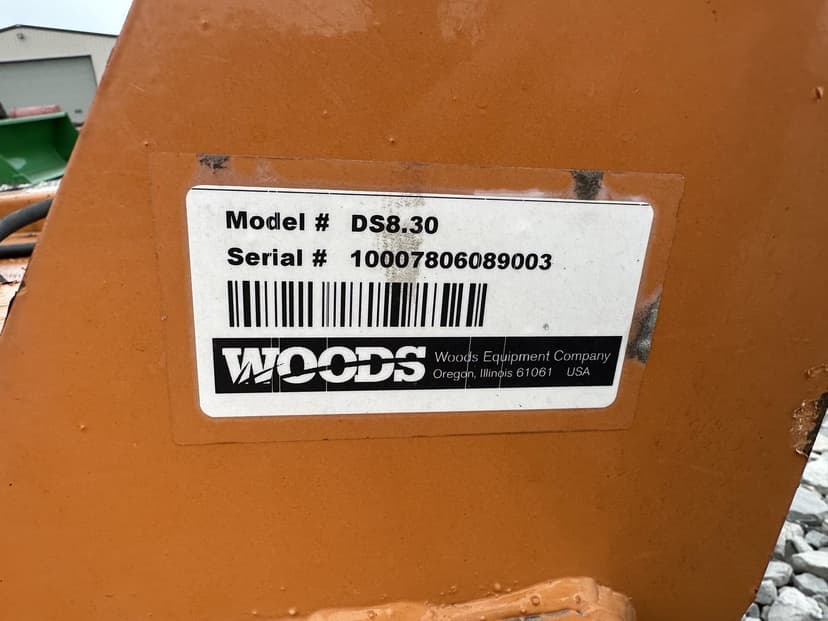 Model # DS8.30
Serial # 10007806089003
WOODS
Woods Equipment Company
Oregon, Illinois 61061 USA